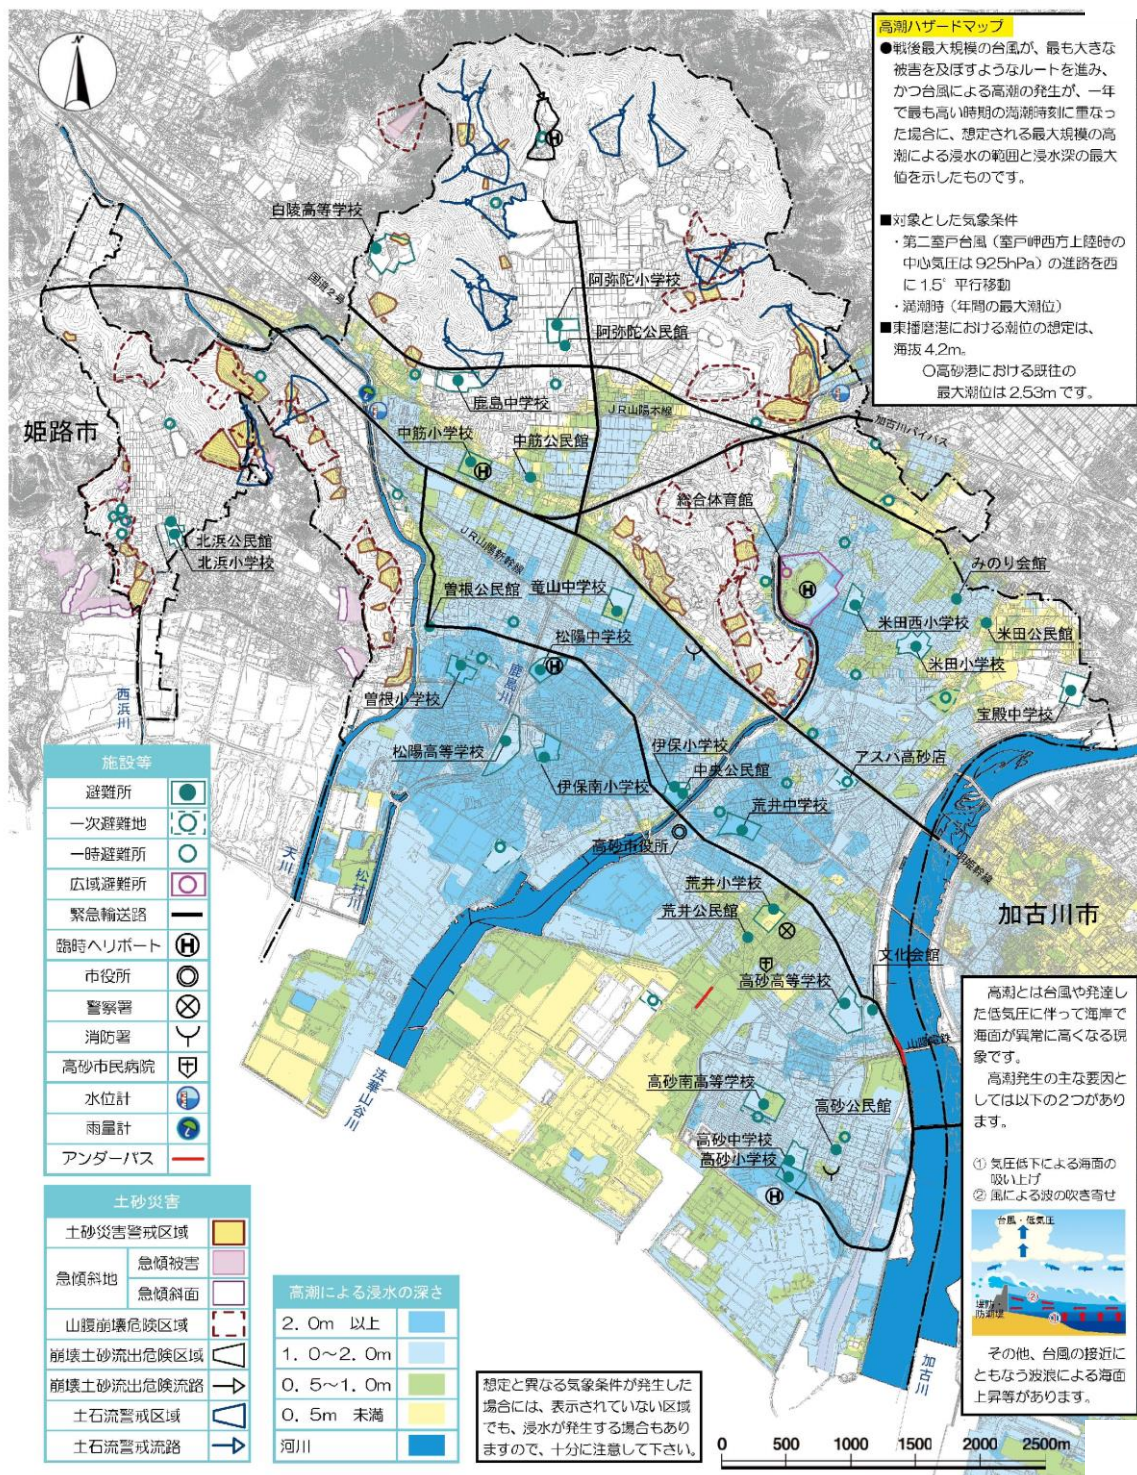 高潮ハザードマップ
●戦後最大規模の台風が、最も大きな
被害を及ぼすようなルートを進み、
かつ台風による高潮の発生が、一年
で最も高い時期の満潮時刻に重なっ
た場合に、想定される最大規模の高
潮による浸水の範囲と浸水深の最大
値を示したものです。
■対象とした気象条件
・第二室戸台風（室戸岬西方上陸時の
中心気圧は925hPa）の進路を西
に1.5°平行移動
・満潮時（年間の最大潮位）
■東播磨港における潮位の想定は、
海抜4.2m。
○高砂港における既往の
最大潮位は2.53mです。
N
白陵高等学校
国道2号
阿弥陀小学校
阿弥陀公民館
鹿島中学校
JR山陽本線
加古川バイパス
姫路市
中筋小学校
中筋公民館
総合体育館
北浜公民館
北浜小学校
JR山陽新幹線
曽根公民館
竜山中学校
みのり会館
松陽中学校
米田西小学校
米田公民館
米田小学校
曽根小学校
鹿島川
西浜川
宝殿中学校
松陽高等学校
伊保小学校
中央公民館
アスパ高砂店
伊保南小学校
荒井中学校
高砂市役所
明姫幹線
天川
松村川
荒井小学校
荒井公民館
加古川市
文化会館
高砂高等学校
山陽電鉄
法華山谷川
高砂南高等学校
高砂公民館
高砂中学校
高砂小学校
加古川
施設等
避難所
一次避難地
一時避難所
広域避難所
緊急輸送路
臨時ヘリポート
市役所
警察署
消防署
高砂市民病院
水位計
雨量計
アンダーパス
土砂災害
土砂災害警戒区域
急傾斜地
急傾被害
急傾斜面
山腹崩壊危険区域
崩壊土砂流出危険区域
崩壊土砂流出危険流路
土石流警戒区域
土石流警戒流路
高潮による浸水の深さ
2.0m 以上
1.0～2.0m
0.5～1.0m
0.5m 未満
河川
想定と異なる気象条件が発生した
場合には、表示されていない区域
でも、浸水が発生する場合もあり
ますので、十分に注意して下さい。
高潮とは台風や発達し
た低気圧に伴って海岸で
海面が異常に高くなる現
象です。
高潮発生の主な要因と
しては以下の2つがあり
ます。
① 気圧低下による海面の
吸い上げ
② 風による波の吹き寄せ
台風・低気圧
②
①
堤防
防潮堤
その他、台風の接近に
ともなう波浪による海面
上昇等があります。
0 500 1000 1500 2000 2500m